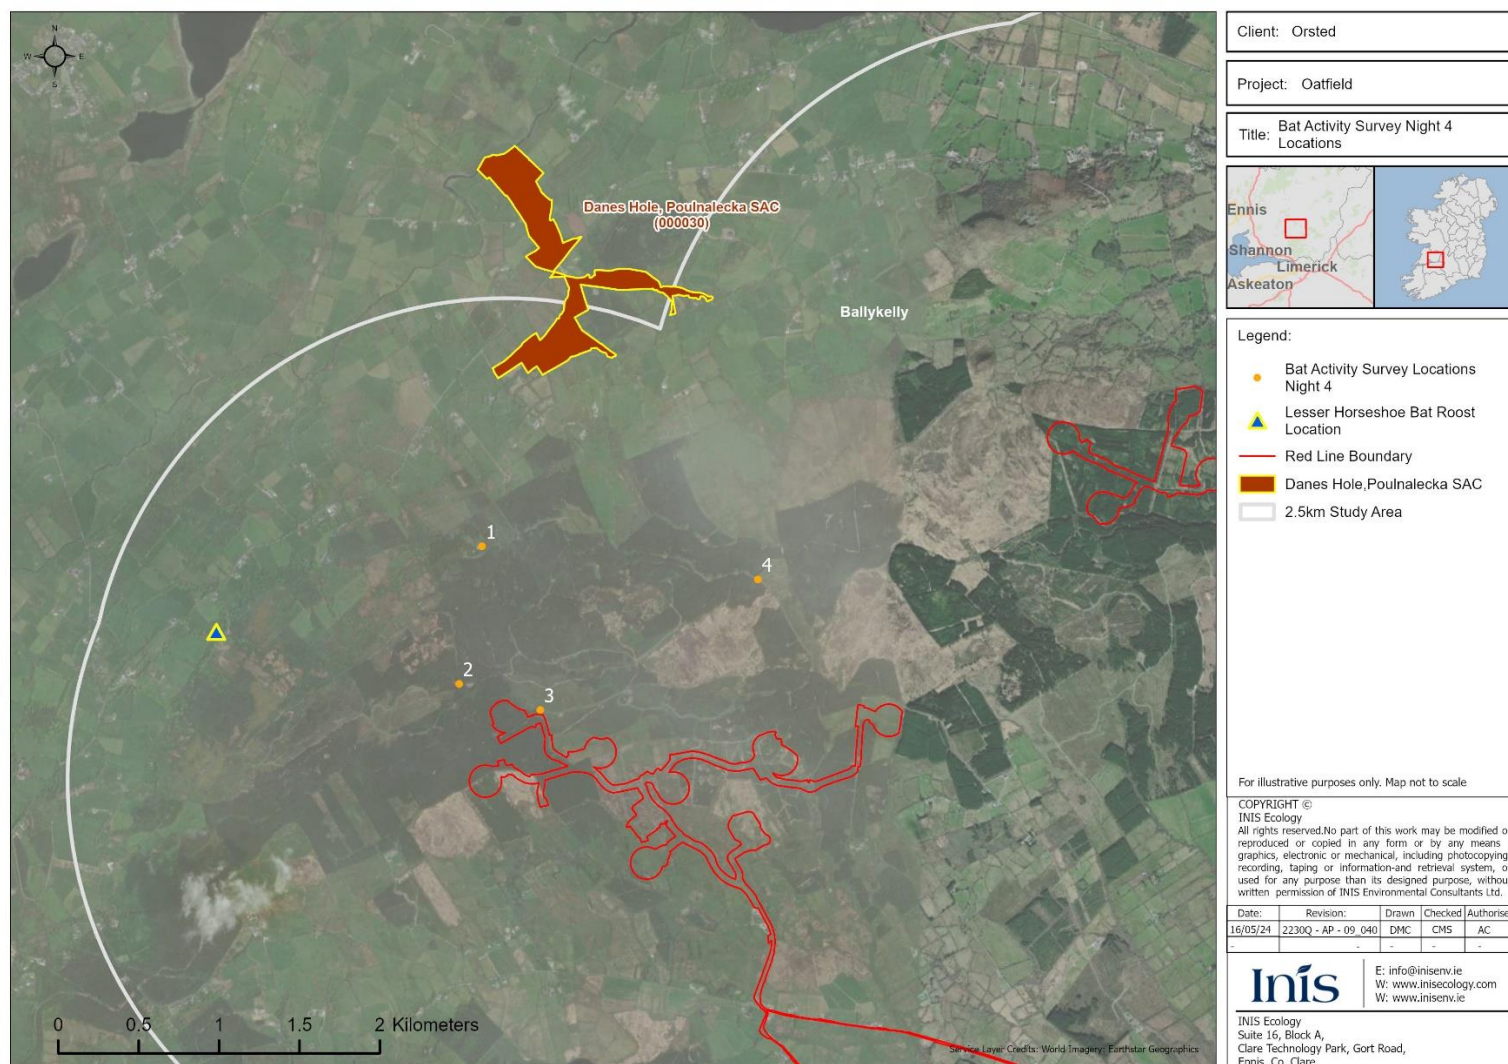 N
W E
S
Danes Hole, Poulnalecka SAC
(000030)
Ballykelly
1
4
2
3
0 0.5 1 1.5 2 Kilometers
Service Layer Credits: World Imagery: Earthstar Geographics
Client: Orsted
Project: Oatfield
Title: Bat Activity Survey Night 4
Locations
Ennis
Shannon
Limerick
Askeaton
Legend:
Bat Activity Survey Locations
Night 4
Lesser Horseshoe Bat Roost
Location
Red Line Boundary
Danes Hole,Poulnalecka SAC
2.5km Study Area
For illustrative purposes only. Map not to scale
COPYRIGHT ©
INIS Ecology
All rights reserved.No part of this work may be modified o
reproduced or copied in any form or by any means
graphics, electronic or mechanical, including photocopying
recording, taping or information-and retrieval system, o
used for any purpose than its designed purpose, withou
written permission of INIS Environmental Consultants Ltd.
Date: Revision: Drawn Checked Authorise
16/05/24 2230Q - AP - 09_040 DMC CMS AC
- - - - -
Inís
E: info@inisenv.ie
W: www.inisecology.com
W: www.inisenv.ie
INIS Ecology
Suite 16, Block A,
Clare Technology Park, Gort Road,
Ennis, Co. Clare